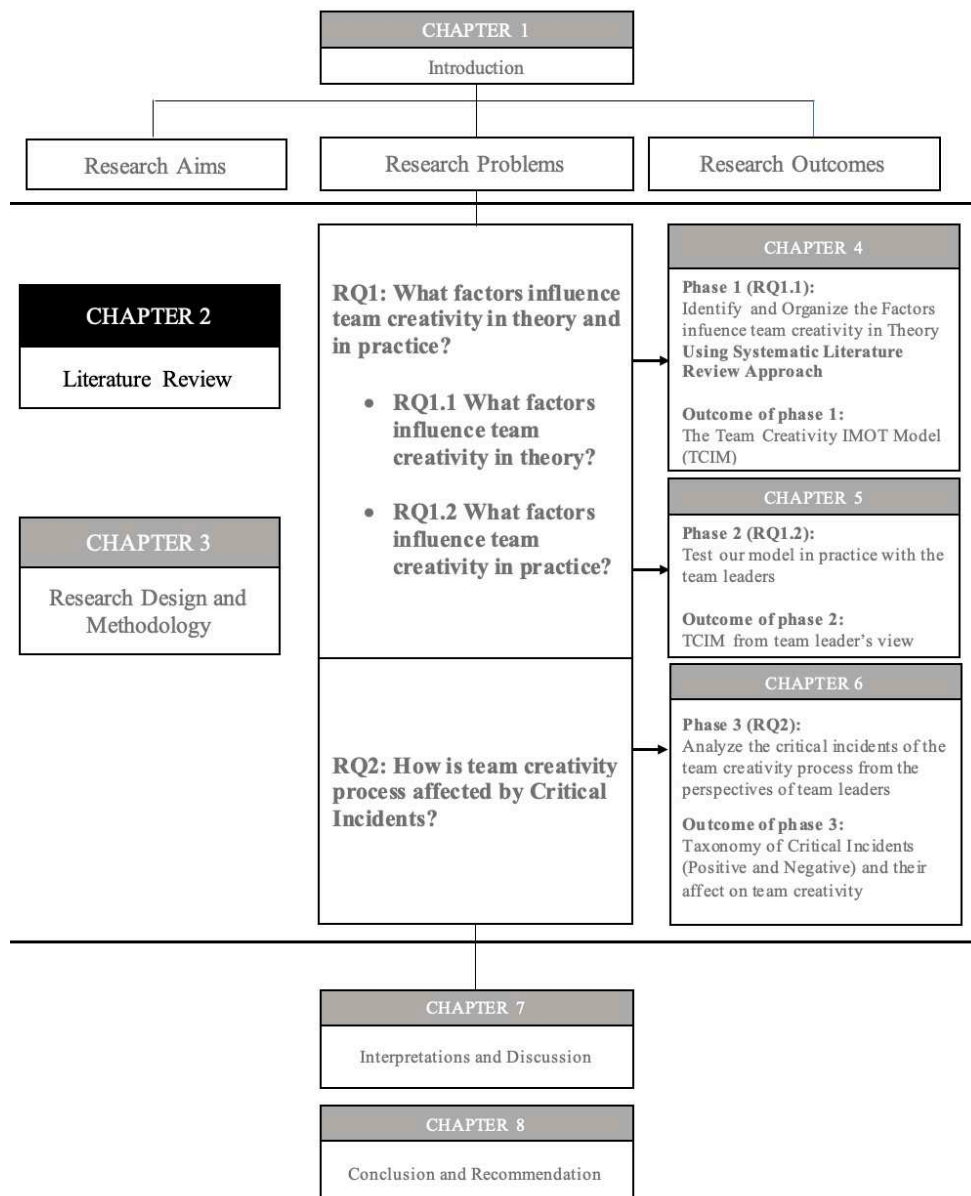 CHAPTER 1
Introduction
Research Aims
Research Problems
Research Outcomes
CHAPTER 2
Literature Review
CHAPTER 3
Research Design and
Methodology
RQ1: What factors influence
team creativity in theory and
in practice?
• RQ1.1 What factors
influence team
creativity in theory?
• RQ1.2 What factors
influence team
creativity in practice?
RQ2: How is team creativity
process affected by Critical
Incidents?
CHAPTER 4
Phase 1 (RQ1.1):
Identify and Organize the Factors
infuence team creativity in Theory
Using Systematic Literature
Review Approach
Outcome of phase 1:
The Team Creativity IMOT Model
(TCIM)
CHAPTER 5
Phase 2 (RQ1.2):
Test our model in practice with the
team leaders
Outcome of phase 2:
TCIM from team leader's view
CHAPTER 6
Phase 3 (RQ2):
Analyze the critical incidents of the
team creativity process from the
perspectives of team leaders
Outcome of phase 3:
Taxonomy of Critical Incidents
(Positive and Negative) and their
affect on team creativity
CHAPTER 7
Interpretations and Discussion
CHAPTER 8
Conclusion and Recommendation